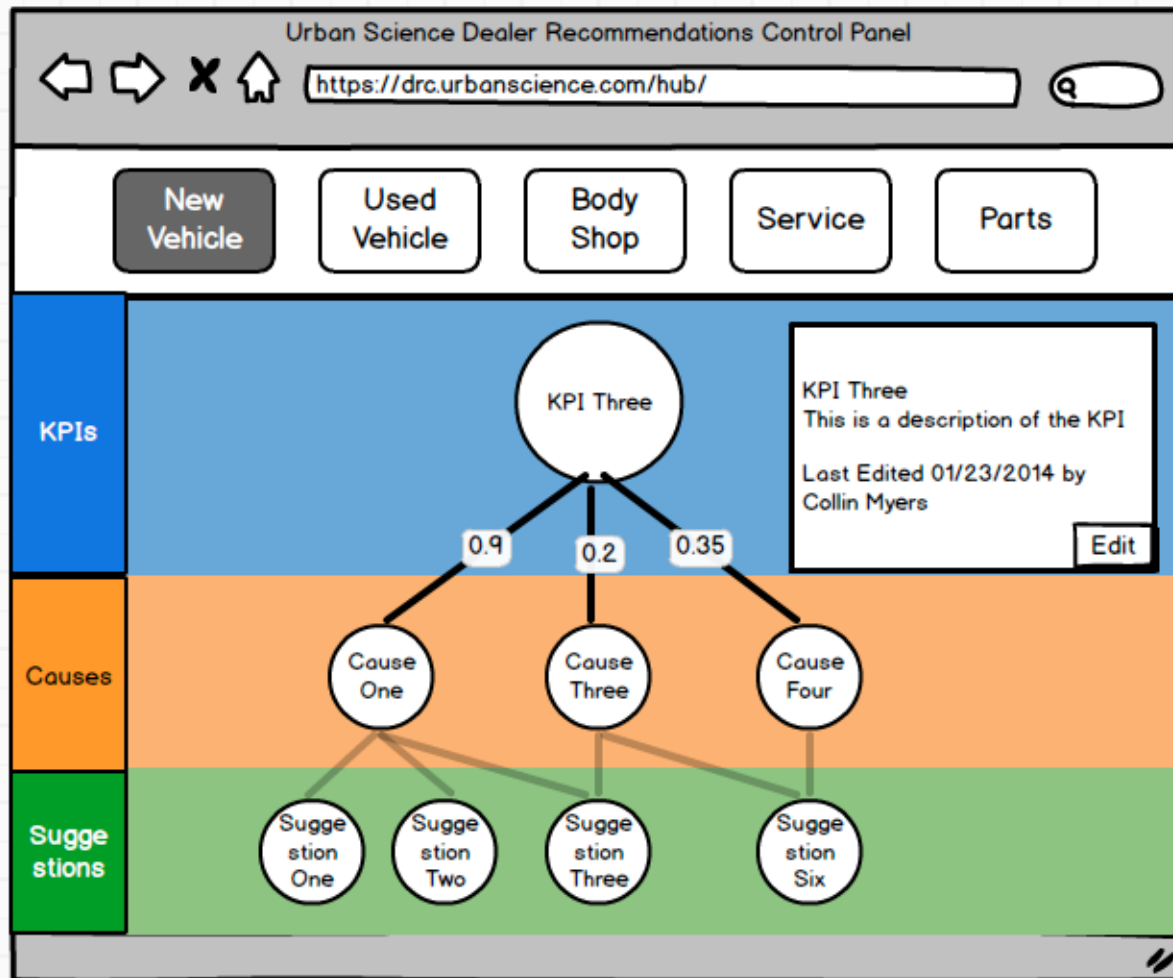 Urban Science Dealer Recommendations Control Panel
https://drc.urbanscience.com/hub/
New
Vehicle
Used
Vehicle
Body
Shop
Service
Parts
KPIs
KPI Three
KPI Three
This is a description of the KPI
Last Edited 01/23/2014 by
Collin Myers
Edit
0.9
0.2
0.35
Causes
Cause
One
Cause
Three
Cause
Four
Sugge
stions
Sugge
stion
One
Sugge
stion
Two
Sugge
stion
Three
Sugge
stion
Six